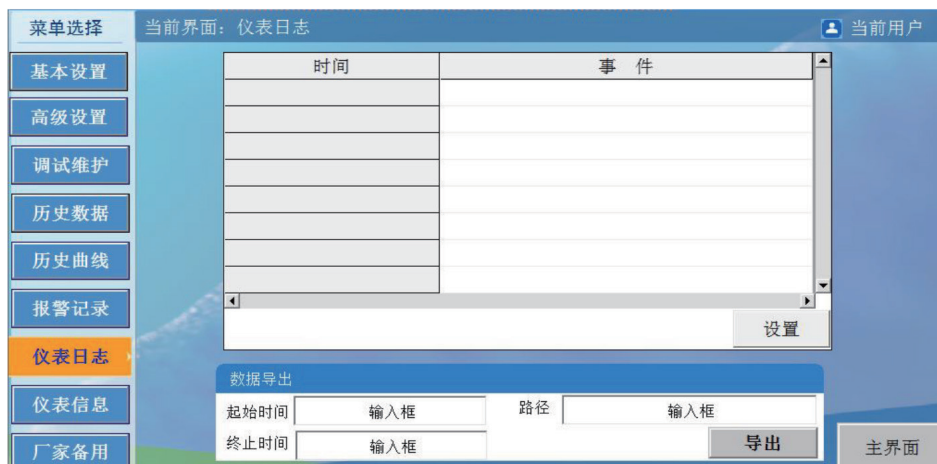 菜单选择
当前界面：仪表日志
当前用户
基本设置
高级设置
调试维护
历史数据
历史曲线
报警记录
仪表日志
仪表信息
厂家备用
时间
事 件
设置
数据导出
起始时间 输入框
路径 输入框
终止时间 输入框
导出
主界面